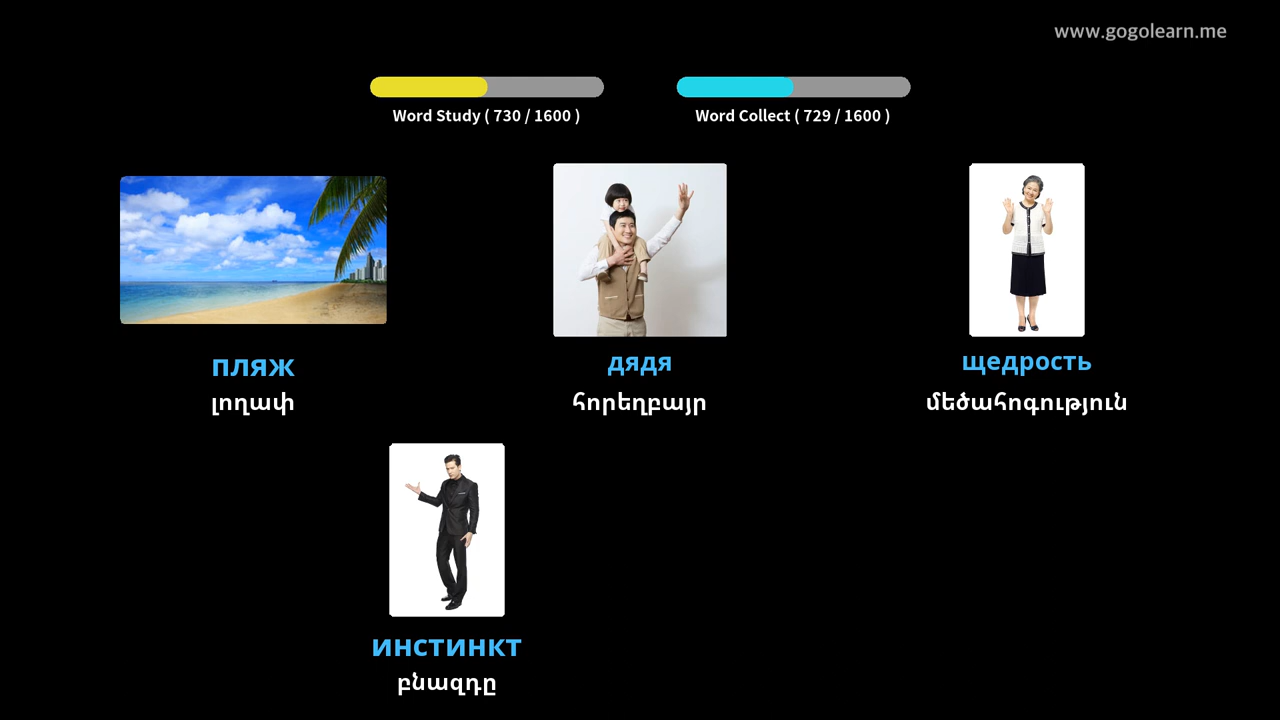 www.gogolearn.me
Word Study ( 730 / 1600 )
Word Collect ( 729 / 1600 )
пляж
լողափ
дядя
հորեղբայր
щедрость
մեծահոգություն
инстинкт
բնազդը